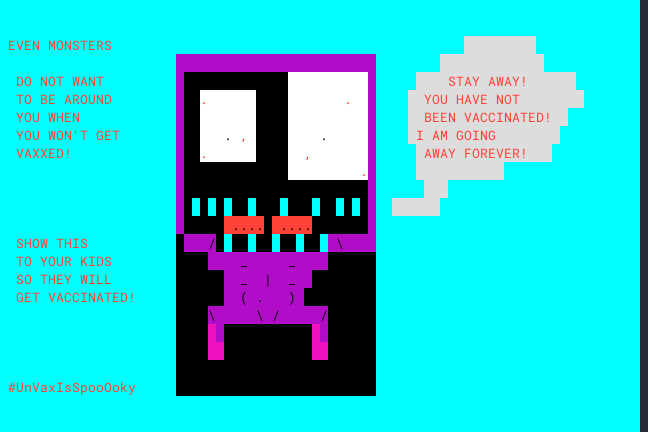 EVEN MONSTERS
DO NOT WANT
TO BE AROUND
YOU WHEN
YOU WON'T GET
VAXXED!
STAY AWAY!
YOU HAVE NOT
BEEN VACCINATED!
I AM GOING
AWAY FOREVER!
SHOW THIS
TO YOUR KIDS
SO THEY WILL
GET VACCINATED!
#UnVaxIsSpooOoky